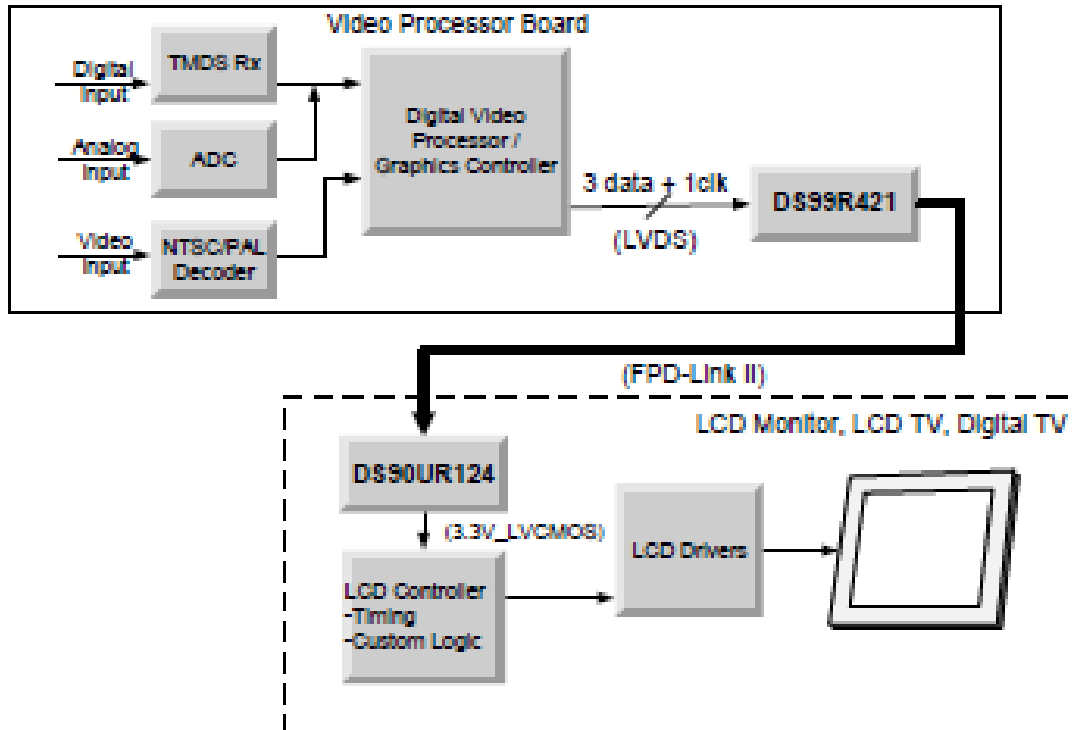 Video Processor Board
Digital
Input
TMDS Rx
Analog
Input
ADC
Video
Input
NTSC/PAL
Decoder
Digital Video
Processor /
Graphics Controller
3 data + 1clk
(LVDS)
DS99R421
(FPD-Link II)
LCD Monitor, LCD TV, Digital TV
DS90UR124
(3.3V_LVCMOS)
LCD Controller
-Timing
-Custom Logic
LCD Drivers